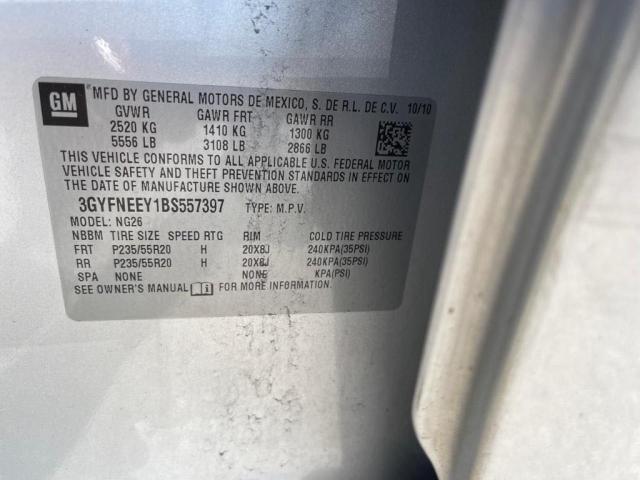 GM
MFD BY GENERAL MOTORS DE MEXICO, S. DE R.L. DE C.V. 10/10
GVWR GAWR FRT GAWR RR
2520 KG 1410 KG 1300 KG
5556 LB 3108 LB 2866 LB
THIS VEHICLE CONFORMS TO ALL APPLICABLE U.S. FEDERAL MOTOR
VEHICLE SAFETY AND THEFT PREVENTION STANDARDS IN EFFECT ON
THE DATE OF MANUFACTURE SHOWN ABOVE.
3GYFNEEY1BS557397 TYPE: M.P.V.
MODEL: NG26
NBBM TIRE SIZE SPEED RTG RIM COLD TIRE PRESSURE
FRT P235/55R20 H 20X8J 240KPA(35PSI)
RR P235/55R20 H 20X8J 240KPA(35PSI)
SPA NONE NONE KPA(PSI)
SEE OWNER'S MANUAL FOR MORE INFORMATION.